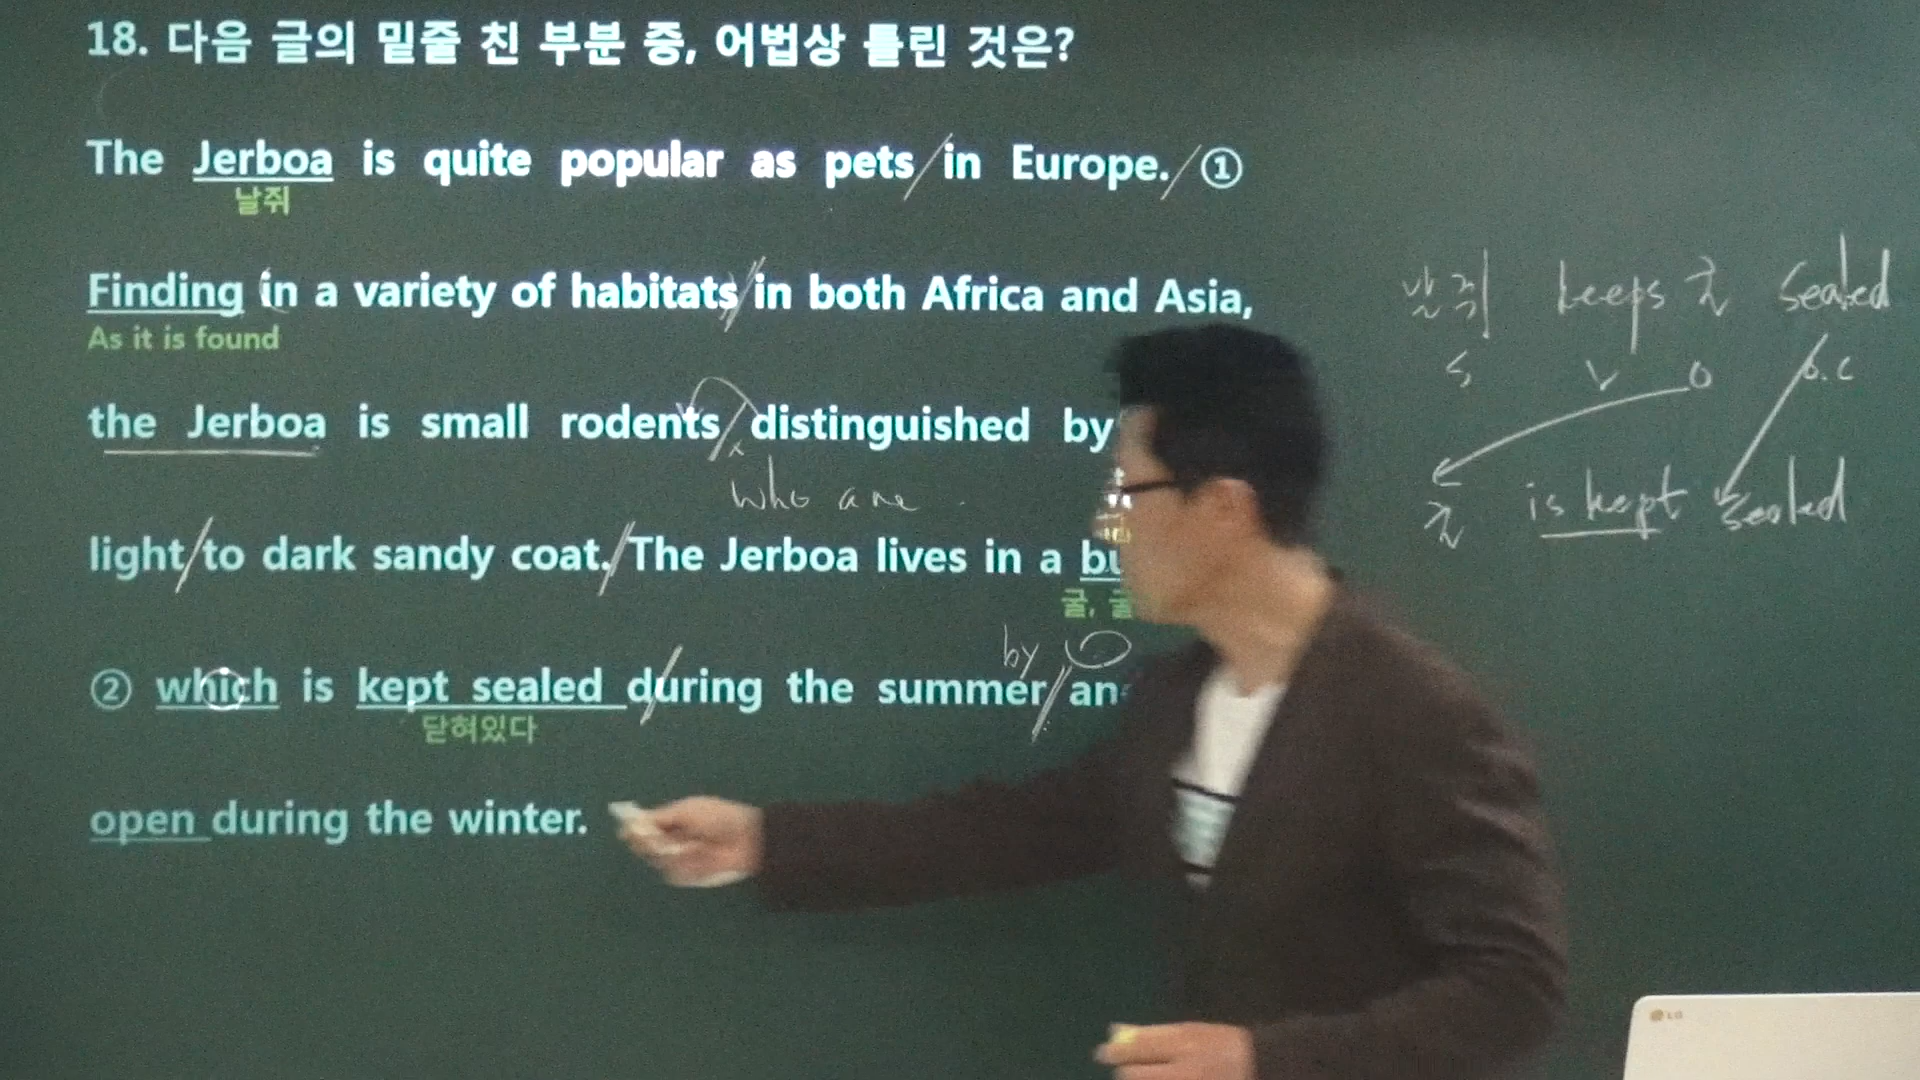 18. 다음 글의 밑줄 친 부분 중, 어법상 틀린 것은?
The Jerboa is quite popular as pets in Europe. ①
날쥐
Finding in a variety of habitats, in both Africa and Asia,
As it is found
the Jerboa is small rodents distinguished by
who are
light to dark sandy coat. The Jerboa lives in a
굴,
by
② which is kept sealed during the summer
닫혀있다
open during the winter.
날쥐 keeps sealed
S V O O.C
is kept sealed
LG